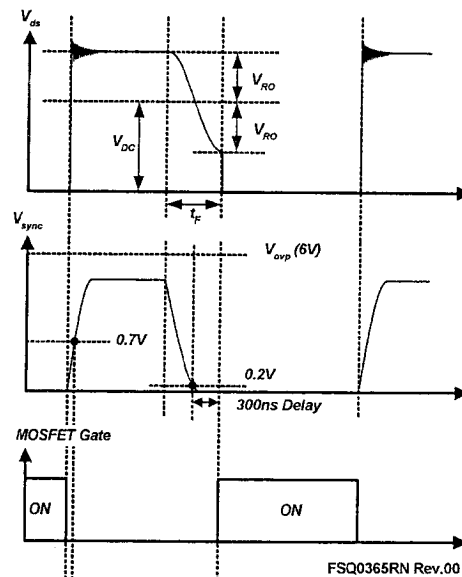 Vds
VRO
VRO
VDC
tF
Vsync
Vovp (6V)
0.7V
0.2V
300ns Delay
MOSFET Gate
ON
ON
FSQ0365RN Rev.00